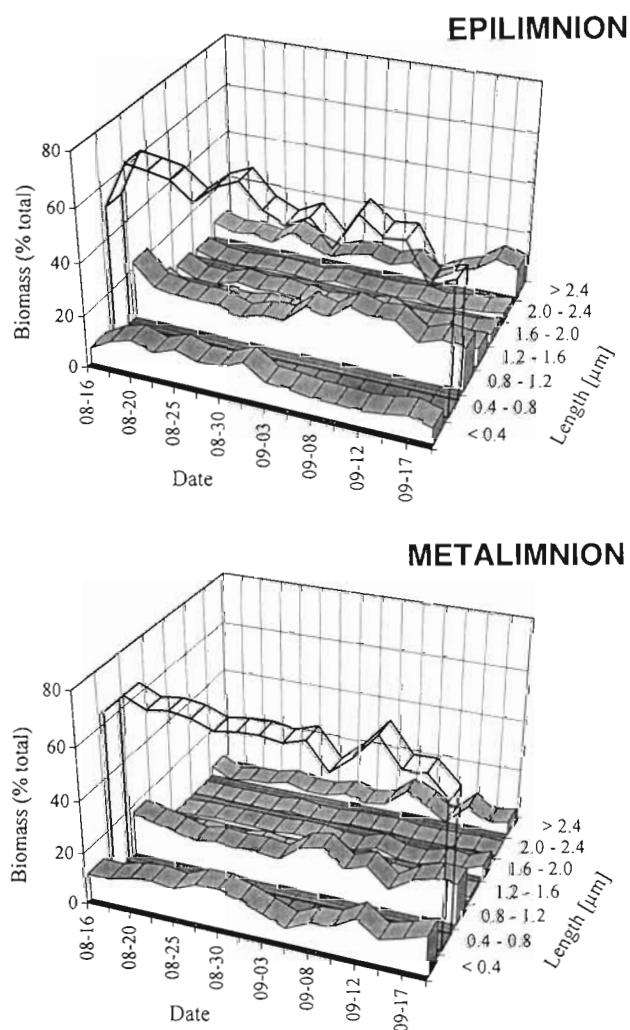 EPILIMNION
80
60
40
20
0
Biomass (% total)
08-16
08-20
08-25
08-30
09-03
09-08
09-12
09-17
Date
> 2.4
2.0 - 2.4
1.6 - 2.0
1.2 - 1.6
0.8 - 1.2
0.4 - 0.8
< 0.4
Length [µm]
METALIMNION
80
60
40
20
0
Biomass (% total)
08-16
08-20
08-25
08-30
09-03
09-08
09-12
09-17
Date
> 2.4
2.0 - 2.4
1.6 - 2.0
1.2 - 1.6
0.8 - 1.2
0.4 - 0.8
< 0.4
Length [µm]